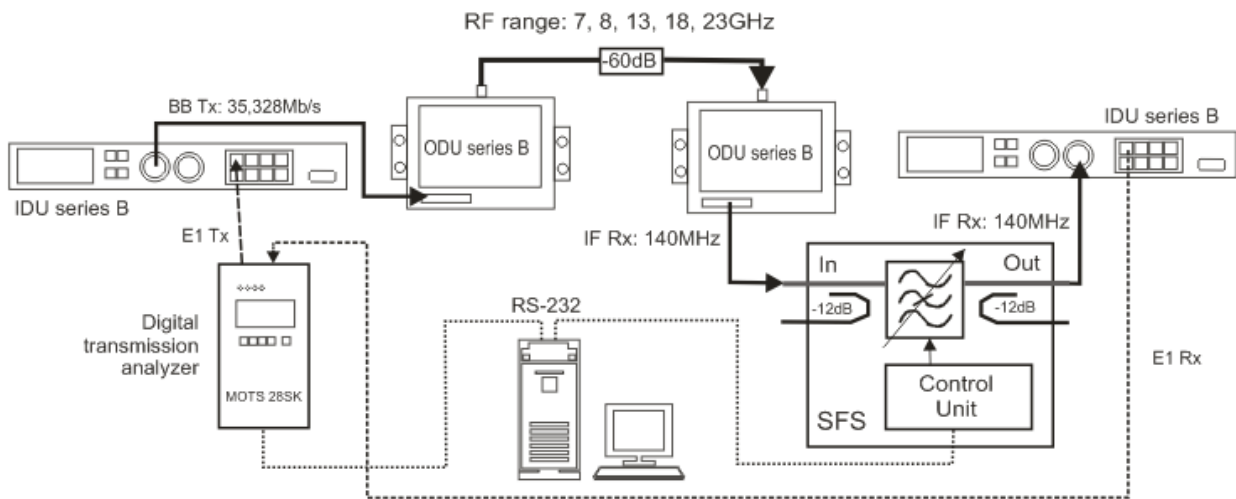 RF range: 7, 8, 13, 18, 23GHz
-60dB
BB Tx: 35,328Mb/s
IDU series B
ODU series B
ODU series B
IDU series B
E1 Tx
IF Rx: 140MHz
IF Rx: 140MHz
In
Out
-12dB
-12dB
RS-232
Digital
transmission
analyzer
MOTS 28SK
Control
Unit
SFS
E1 Rx